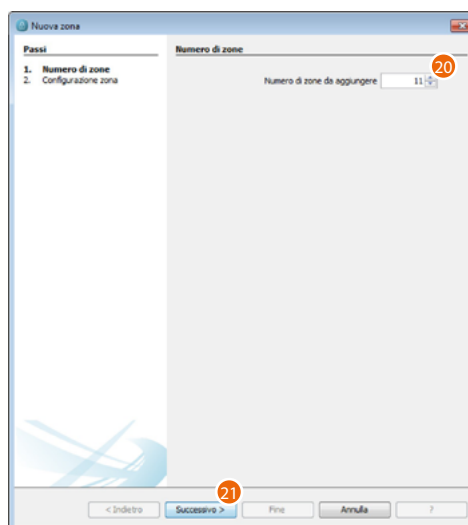 Nuova zona
Passi
1. Numero di zone
2. Configurazione zona
Numero di zone
Numero di zone da aggiungere 11
20
21
< Indietro Successivo > Fine Annulla ?